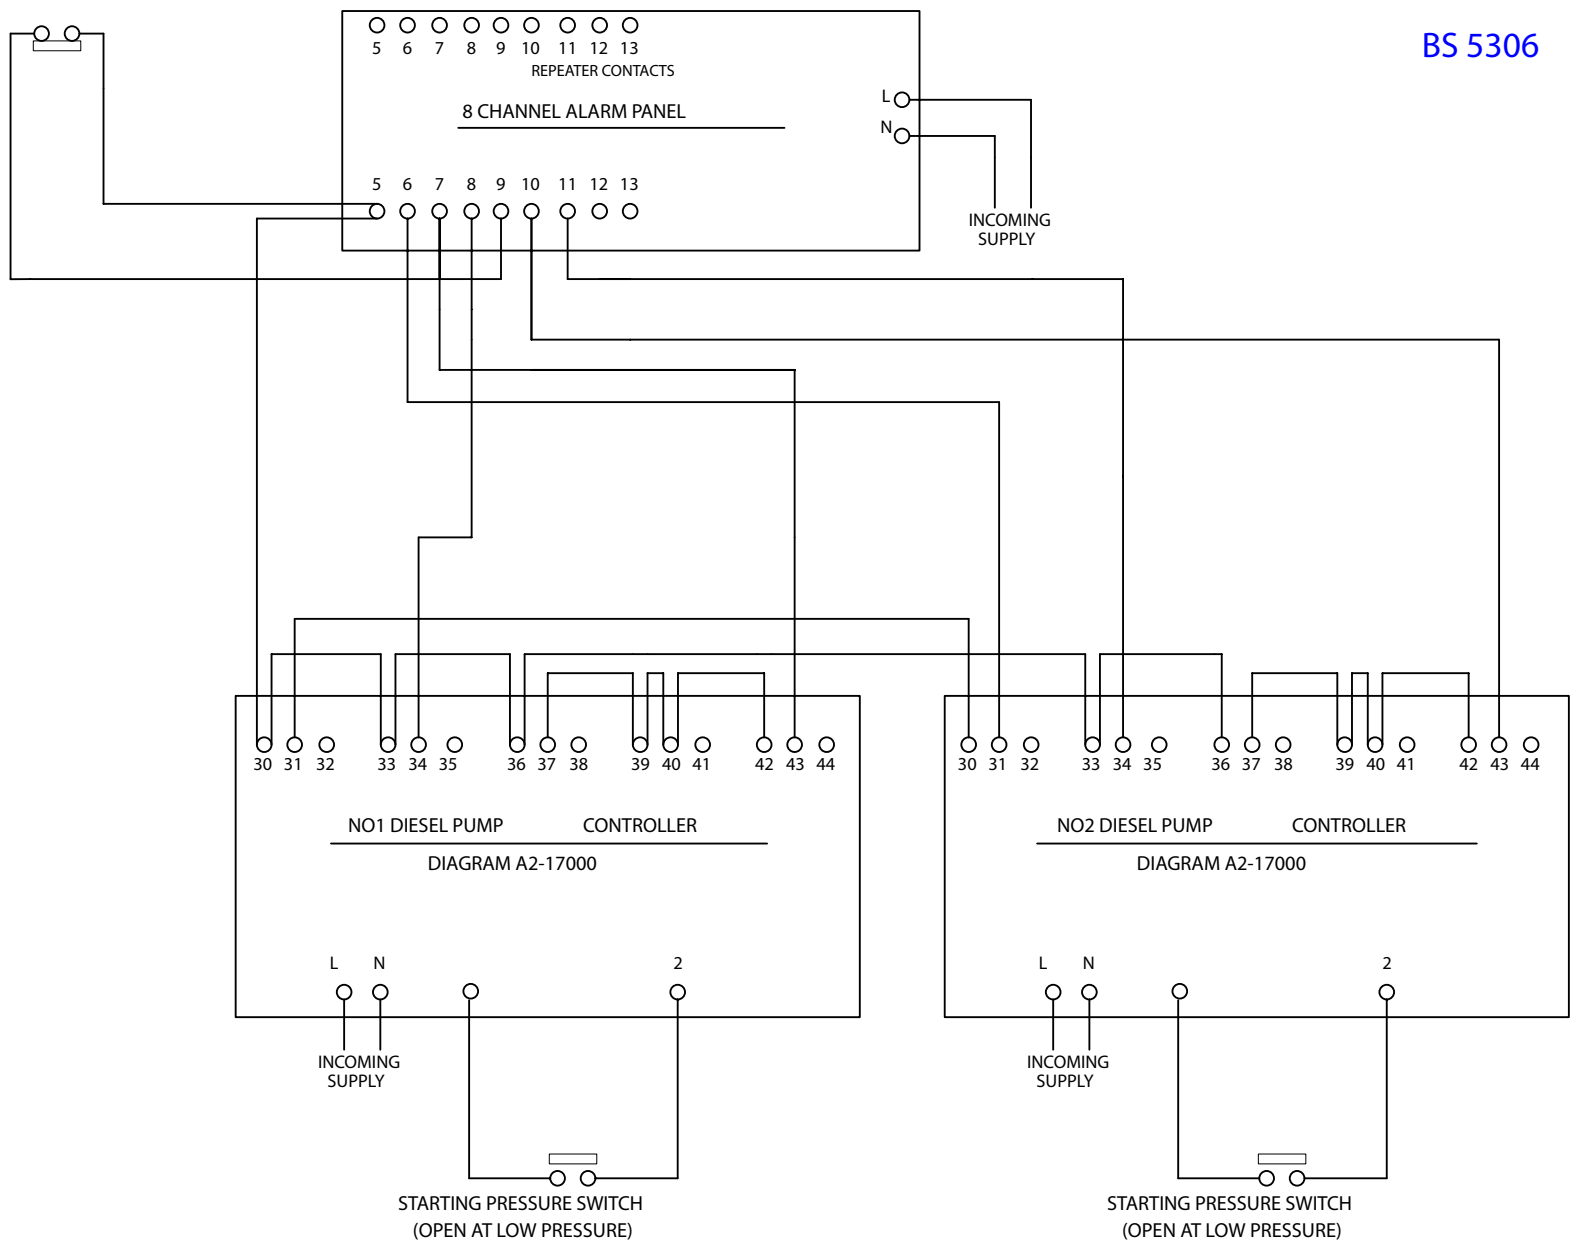 BS 5306
5 6 7 8 9 10 11 12 13
REPEATER CONTACTS
L
8 CHANNEL ALARM PANEL
N
5 6 7 8 9 10 11 12 13
INCOMING
SUPPLY
30 31 32 33 34 35 36 37 38 39 40 41 42 43 44
NO1 DIESEL PUMP CONTROLLER
DIAGRAM A2-17000
L N 2
INCOMING
SUPPLY
STARTING PRESSURE SWITCH
(OPEN AT LOW PRESSURE)
30 31 32 33 34 35 36 37 38 39 40 41 42 43 44
NO2 DIESEL PUMP CONTROLLER
DIAGRAM A2-17000
L N 2
INCOMING
SUPPLY
STARTING PRESSURE SWITCH
(OPEN AT LOW PRESSURE)